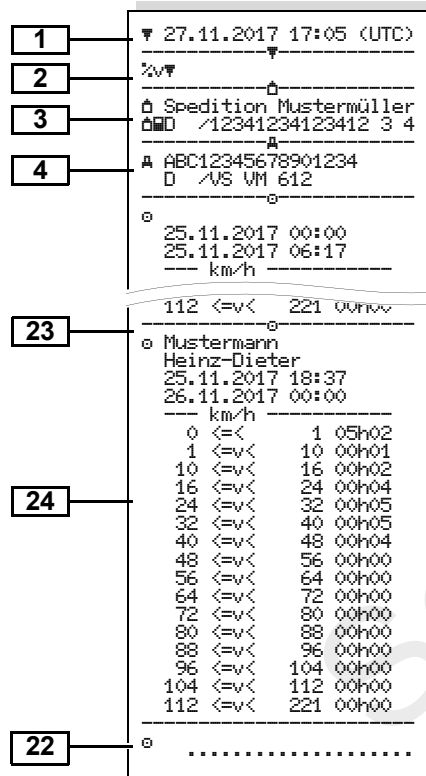 1 ▼ 27.11.2017 17:05 (UTC)
--------▼--------
2 %v▼
3 Spedition Mustermüller
D /12341234123412 3 4
4 ABC12345678901234
D /VS VM 612
25.11.2017 00:00
25.11.2017 06:17
--- km/h -----------
112 <=v< 221 00h00
23
Mustermann
Heinz-Dieter
25.11.2017 18:37
26.11.2017 00:00
--- km/h -----------
0 <=< 1 05h02
1 <=v< 10 00h01
10 <=v< 16 00h02
24 16 <=v< 24 00h04
24 <=v< 32 00h05
32 <=v< 40 00h05
40 <=v< 48 00h04
48 <=v< 56 00h00
56 <=v< 64 00h00
64 <=v< 72 00h00
72 <=v< 80 00h00
80 <=v< 88 00h00
88 <=v< 96 00h00
96 <=v< 104 00h00
104 <=v< 112 00h00
112 <=v< 221 00h00
22 ....................